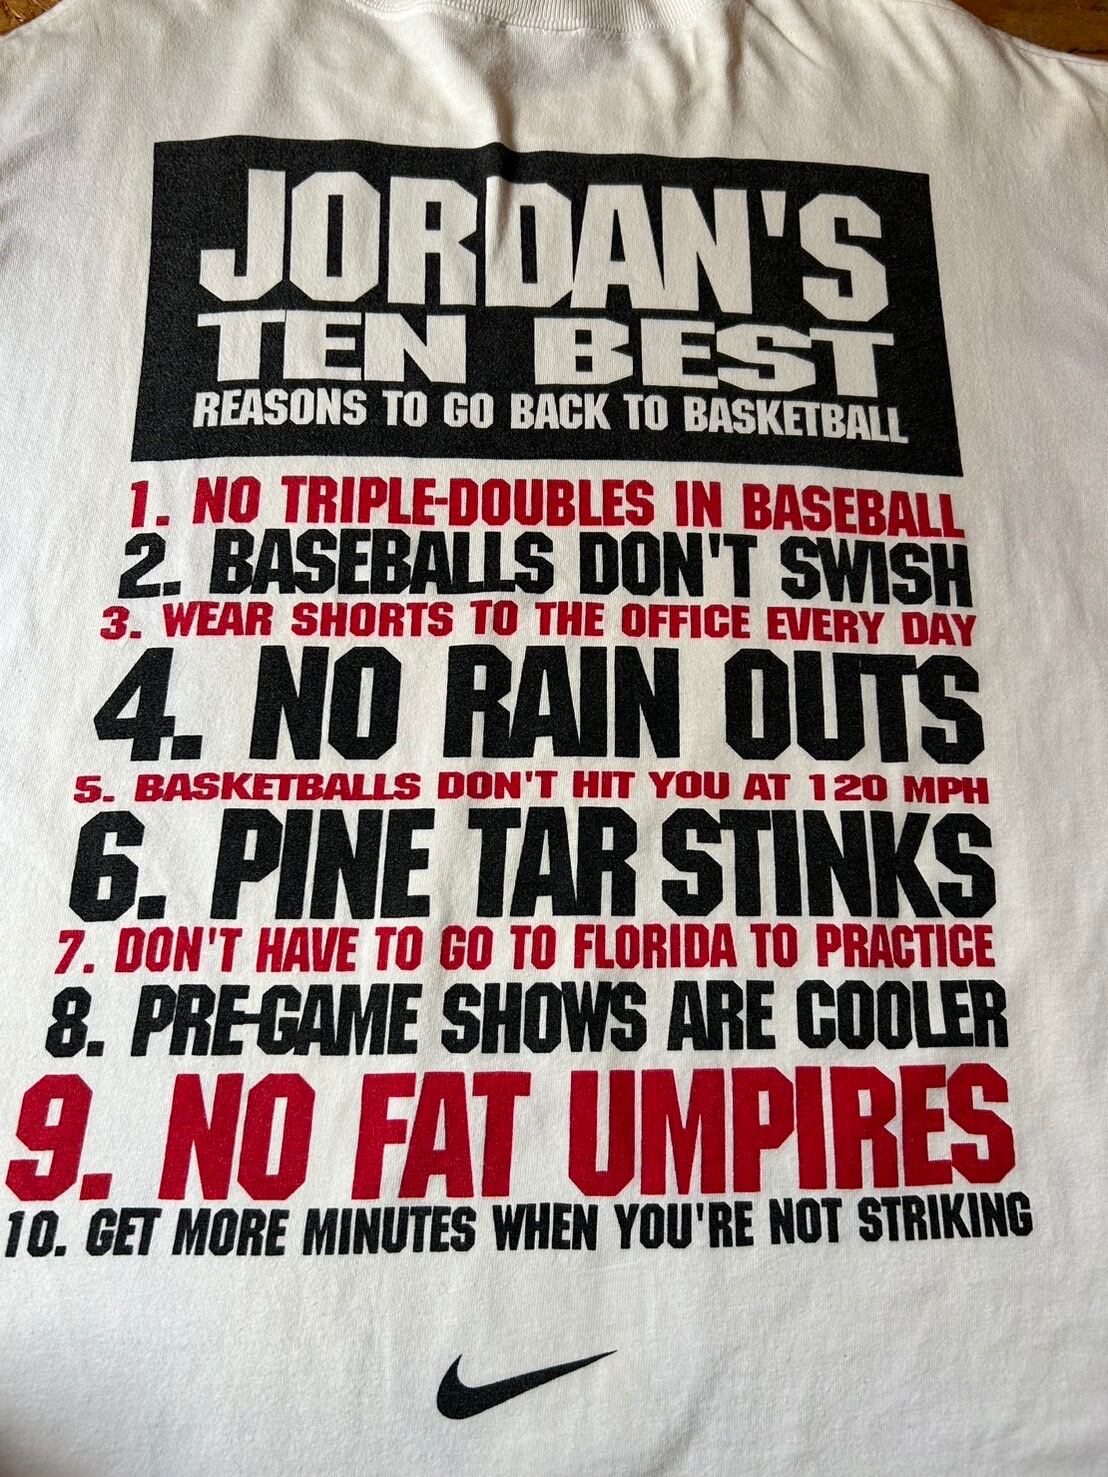 JORDAN'S
TEN BEST
REASONS TO GO BACK TO BASKETBALL
1. NO TRIPLE-DOUBLES IN BASEBALL
2. BASEBALLS DON'T SWISH
3. WEAR SHORTS TO THE OFFICE EVERY DAY
4. NO RAIN OUTS
5. BASKETBALLS DON'T HIT YOU AT 120 MPH
6. PINE TAR STINKS
7. DON'T HAVE TO GO TO FLORIDA TO PRACTICE
8. PRE-GAME SHOWS ARE COOLER
9. NO FAT UMPIRES
10. GET MORE MINUTES WHEN YOU'RE NOT STRIKING